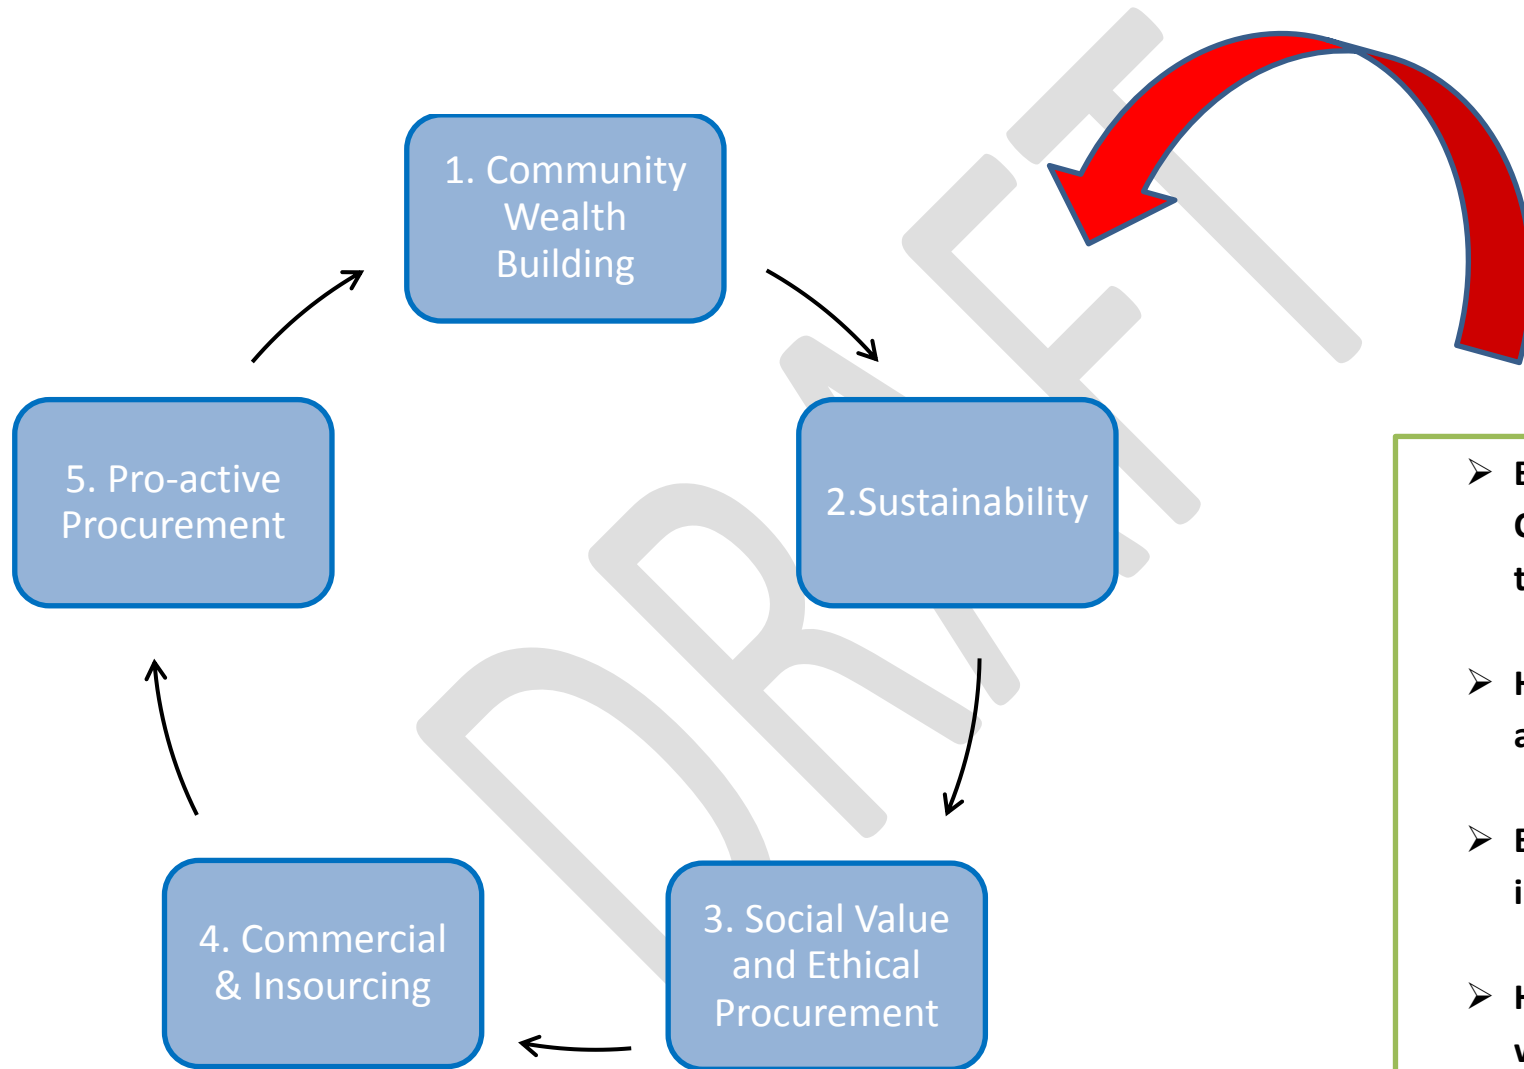 1. Community
Wealth
Building
2.Sustainability
3. Social Value
and Ethical
Procurement
4. Commercial
& Insourcing
5. Pro-active
Procurement
DRAFT